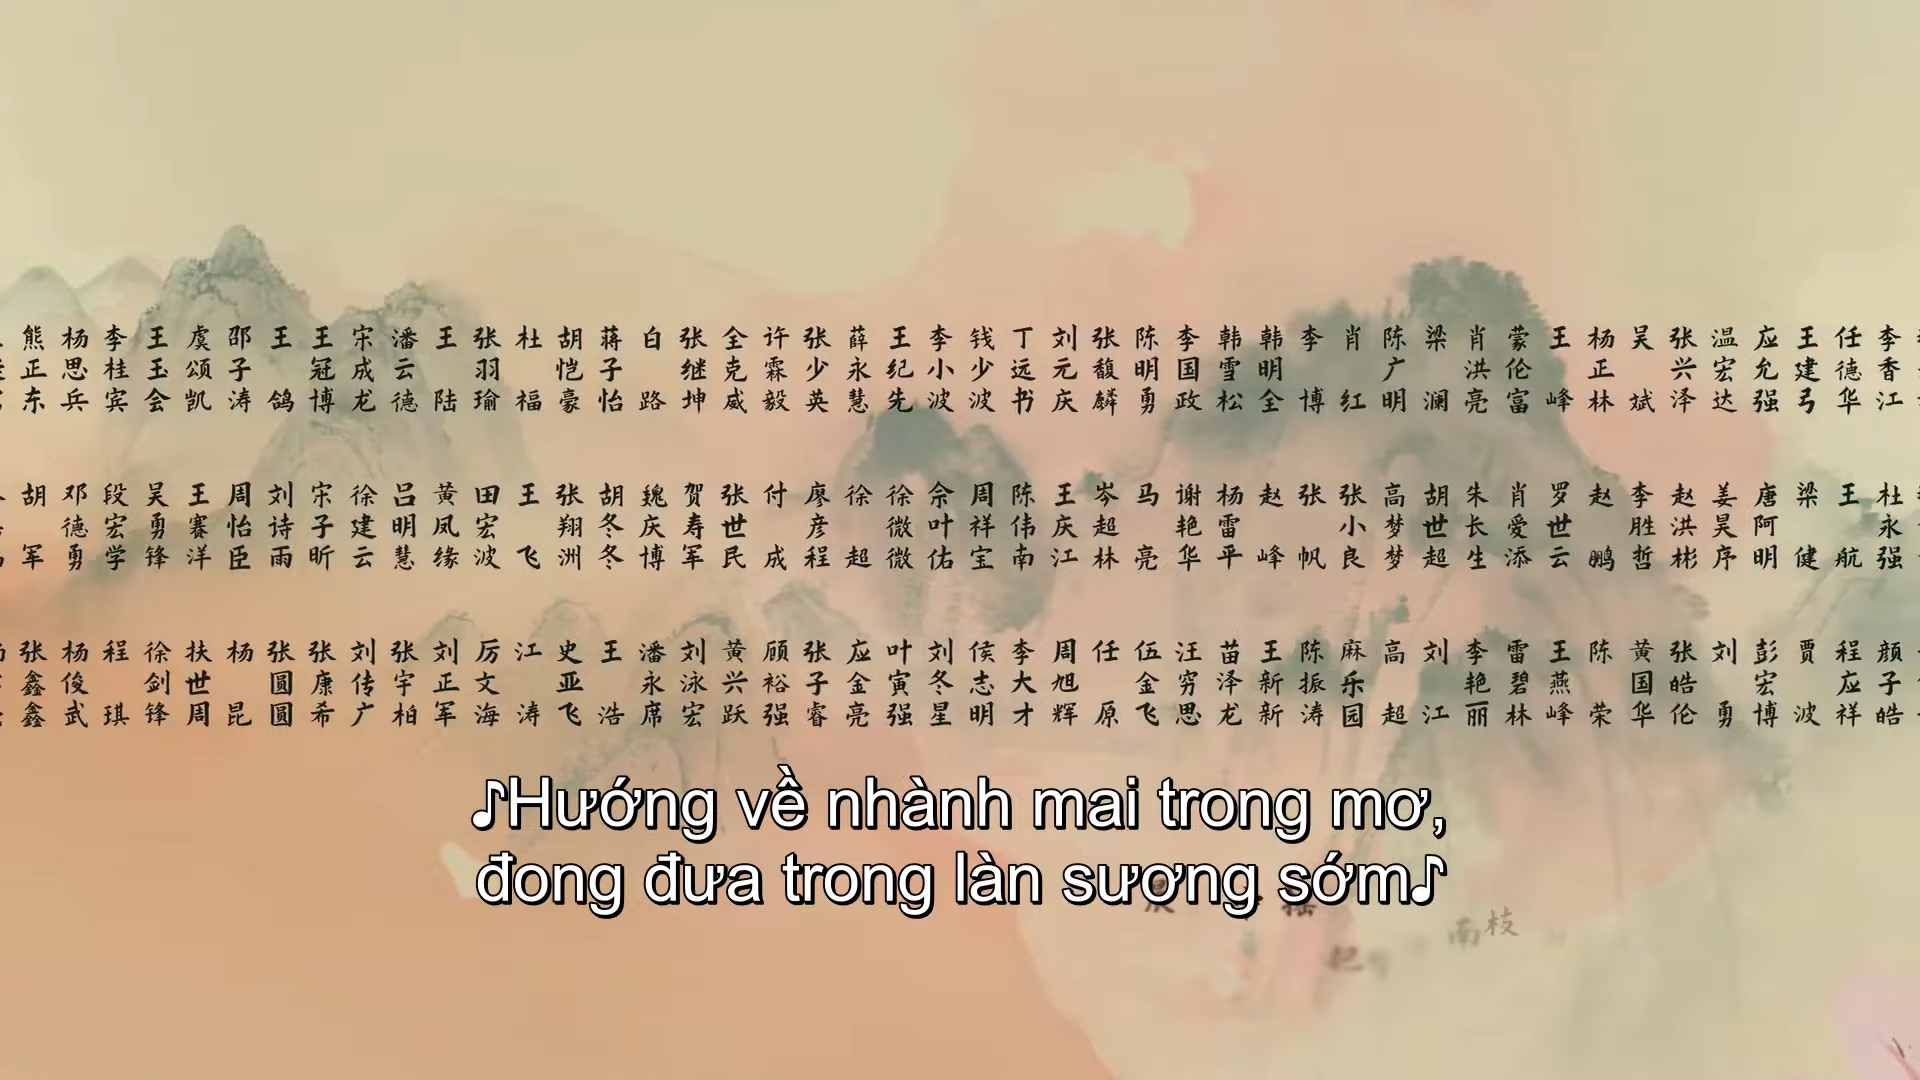 熊 杨 李 王 虞 邵 王 王 宋 潘 王 张 杜 胡 蒋 白 张 全 许 张 薛 王 李 钱 丁 刘 张 陈 李 韩 韩 李 肖 陈 梁 肖 蒙 王 杨 吴 张 温 应 王 任 李
正 思 桂 玉 颂 子 冠 成 云 羽 恺 子 继 克 霖 少 永 纪 小 少 远 元 馥 明 国 雪 明 广 洪 伦 正 兴 宏 允 建 德 香
东 兵 宾 会 凯 涛 鸽 博 龙 德 陆 瑜 福 豪 怡 路 坤 威 毅 英 慧 先 波 波 书 庆 麟 勇 政 松 全 博 红 明 澜 亮 富 峰 林 斌 泽 达 强 弓 华 江
胡 邓 段 吴 王 周 刘 宋 徐 吕 黄 田 王 张 胡 魏 贺 张 付 廖 徐 徐 佘 周 陈 王 岑 马 谢 杨 赵 张 张 高 胡 朱 肖 罗 赵 李 赵 姜 唐 梁 王 杜
德 宏 勇 赛 怡 诗 子 建 明 凤 宏 翔 冬 庆 寿 世 彦 微 叶 祥 伟 庆 超 艳 雷 小 梦 世 长 爱 世 胜 洪 昊 阿 永
军 勇 学 锋 洋 臣 雨 昕 云 慧 缘 波 飞 洲 冬 博 军 民 成 程 超 微 佑 宝 南 江 林 亮 华 平 峰 帆 良 梦 超 生 添 云 鹏 哲 彬 序 明 健 航 强
张 杨 程 徐 扶 杨 张 张 刘 张 刘 厉 江 史 王 潘 刘 黄 顾 张 应 叶 刘 侯 李 周 任 伍 汪 苗 王 陈 麻 高 刘 李 雷 王 陈 黄 张 刘 彭 贾 程 颜
鑫 俊 剑 世 圆 康 传 宇 正 文 亚 永 泳 兴 裕 子 金 寅 冬 志 大 旭 金 穷 泽 新 振 乐 艳 碧 燕 国 皓 宏 应 子
鑫 武 琪 锋 周 昆 圆 希 广 柏 军 海 涛 飞 浩 席 宏 跃 强 睿 亮 强 星 明 才 辉 原 飞 思 龙 新 涛 园 超 江 丽 林 峰 荣 华 伦 勇 博 波 祥 皓
♪Hướng về nhành mai trong mơ,
đong đưa trong làn sương sớm♪
南枝